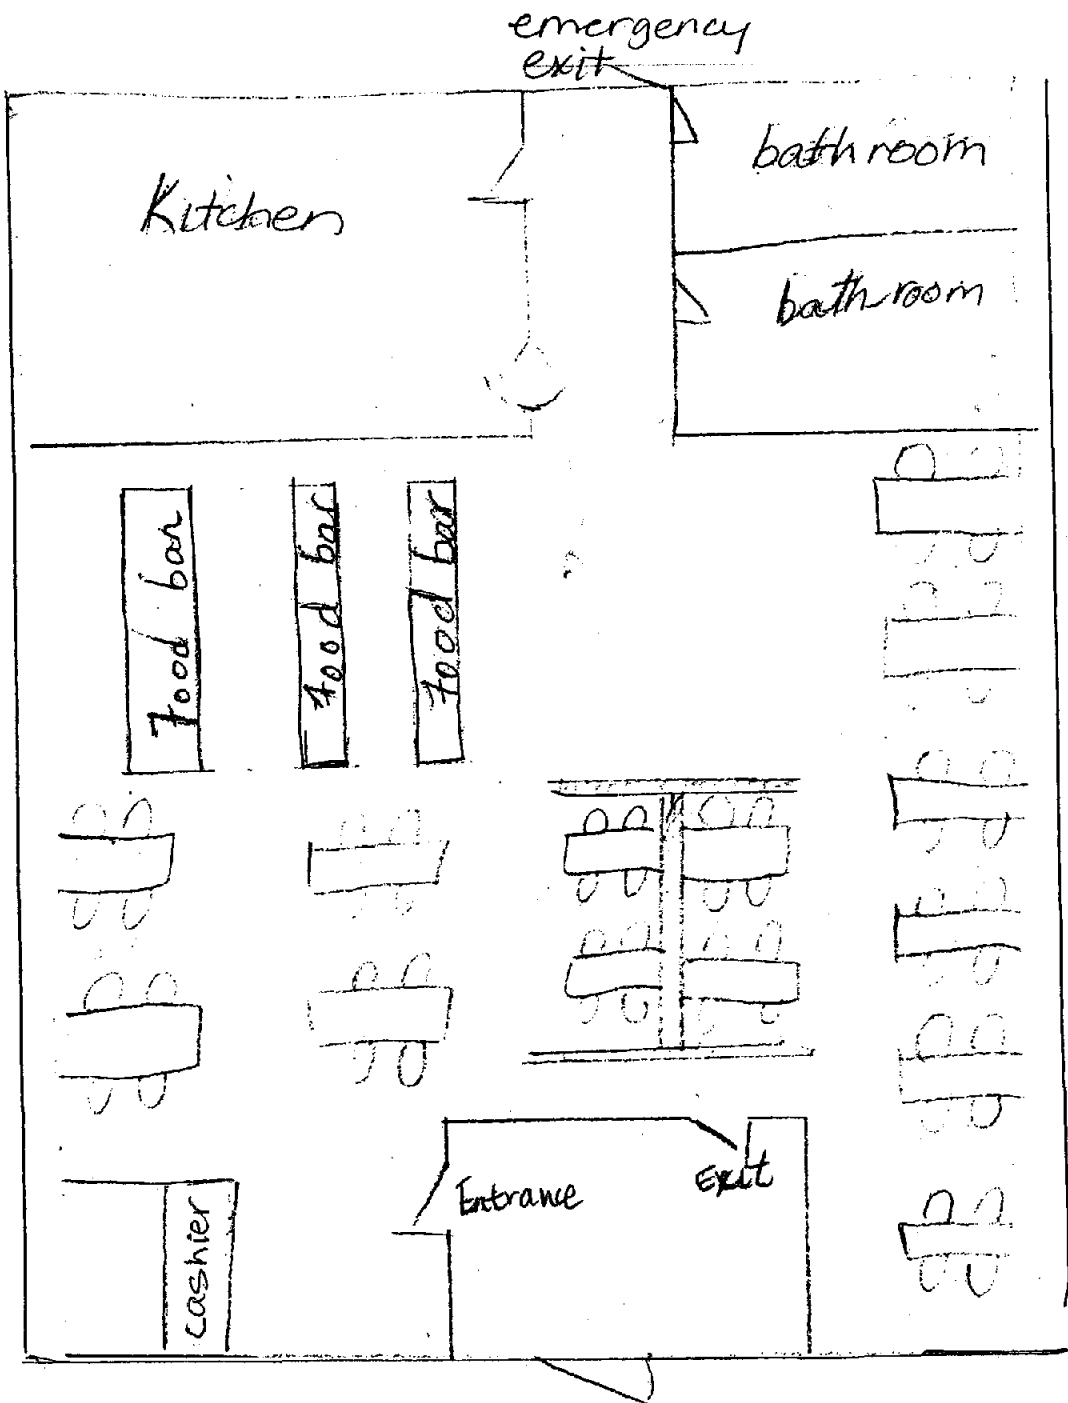 emergency
exit
Kitchen
bathroom
bathroom
Food bar
Food bar
Food bar
Entrance
Exit
cashier